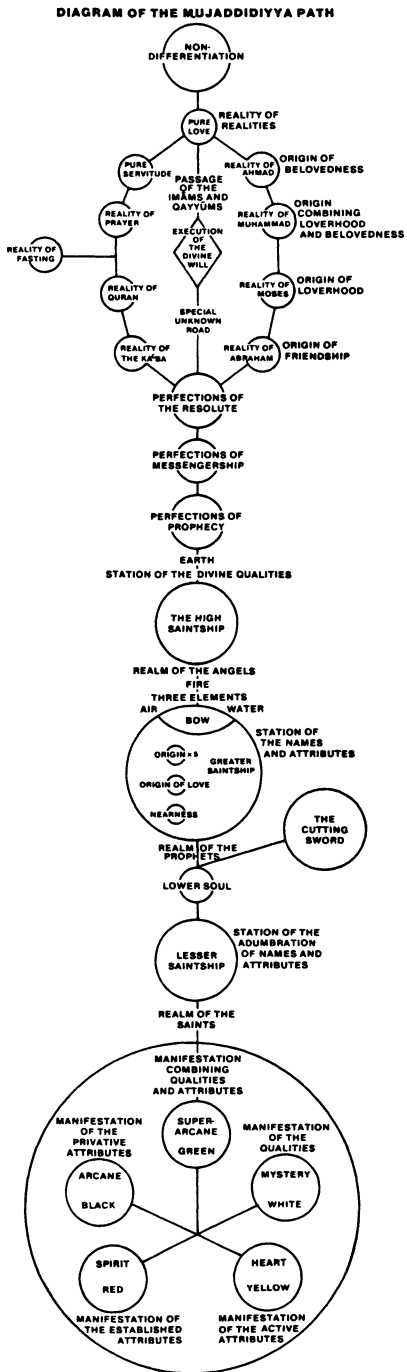 DIAGRAM OF THE MUJADDIDIYYA PATH
NON-
DIFFERENTIATION
PURE
LOVE
REALITY OF
REALITIES
PURE
SERVITUDE
PASSAGE
OF THE
IMĀMS AND
QAYYŪMS
REALITY OF
AHMAD
ORIGIN OF
BELOVEDNESS
REALITY OF
PRAYER
EXECUTION
OF THE
DIVINE
WILL
REALITY OF
MUHAMMAD
ORIGIN
COMBINING
LOVERHOOD
AND BELOVEDNESS
REALITY OF
FASTING
REALITY OF
QURAN
SPECIAL
UNKNOWN
ROAD
REALITY OF
MOSES
ORIGIN OF
LOVERHOOD
REALITY OF
THE KA'BA
REALITY OF
ABRAHAM
ORIGIN OF
FRIENDSHIP
PERFECTIONS OF
THE RESOLUTE
PERFECTIONS OF
MESSENGERSHIP
PERFECTIONS OF
PROPHECY
EARTH
STATION OF THE DIVINE QUALITIES
THE HIGH
SAINTSHIP
REALM OF THE ANGELS
FIRE
THREE ELEMENTS
AIR
WATER
BOW
STATION OF
THE NAMES
AND ATTRIBUTES
ORIGIN x 5
GREATER
SAINTSHIP
ORIGIN OF LOVE
NEARNESS
THE
CUTTING
SWORD
REALM OF THE
PROPHETS
LOWER SOUL
LESSER
SAINTSHIP
STATION OF THE
ADUMBRATION
OF NAMES AND
ATTRIBUTES
REALM OF THE
SAINTS
MANIFESTATION
COMBINING
QUALITIES
AND ATTRIBUTES
SUPER-
ARCANE
GREEN
MANIFESTATION
OF THE
PRIVATIVE
ATTRIBUTES
ARCANE
BLACK
MANIFESTATION
OF THE
QUALITIES
MYSTERY
WHITE
SPIRIT
RED
HEART
YELLOW
MANIFESTATION OF
THE ESTABLISHED
ATTRIBUTES
MANIFESTATION
OF THE ACTIVE
ATTRIBUTES